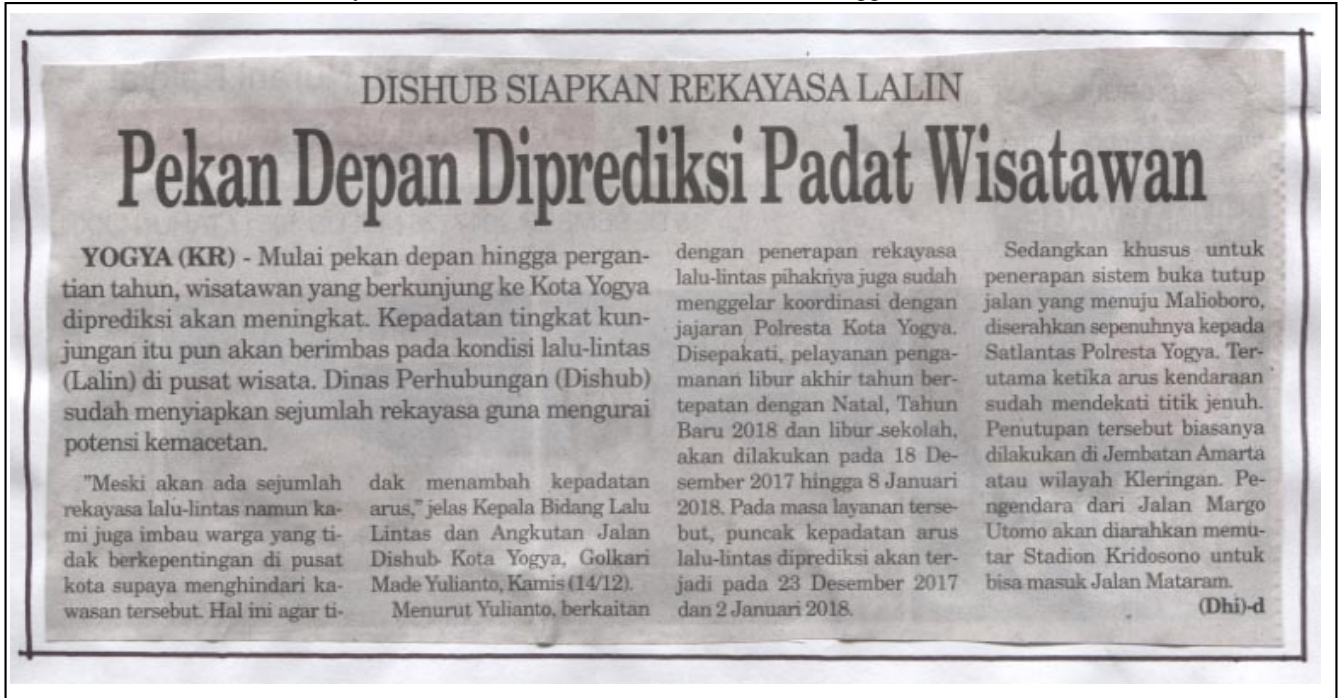 DISHUB SIAPKAN REKAYASA LALIN
Pekan Depan Diprediksi Padat Wisatawan
YOGYA (KR) - Mulai pekan depan hingga pergan-
tian tahun, wisatawan yang berkunjung ke Kota Yogya
diprediksi akan meningkat. Kepadatan tingkat kun-
jungan itu pun akan berimbas pada kondisi lalu-lintas
(Lalin) di pusat wisata. Dinas Perhubungan (Dishub)
sudah menyiapkan sejumlah rekayasa guna mengurai
potensi kemacetan.
"Meski akan ada sejumlah
rekayasa lalu-lintas namun ka-
mi juga imbau warga yang ti-
dak berkepentingan di pusat
kota supaya menghindari ka-
wasan tersebut. Hal ini agar ti-
dak menambah kepadatan
arus," jelas Kepala Bidang Lalu
Lintas dan Angkutan Jalan
Dishub Kota Yogya, Golkari
Made Yulianto, Kamis (14/12).
Menurut Yulianto, berkaitan
dengan penerapan rekayasa
lalu-lintas pihaknya juga sudah
menggelar koordinasi dengan
jajaran Polresta Kota Yogya.
Disepakati, pelayanan penga-
manan libur akhir tahun ber-
tepatan dengan Natal, Tahun
Baru 2018 dan libur sekolah,
akan dilakukan pada 18 De-
sember 2017 hingga 8 Januari
2018. Pada masa layanan terse-
but, puncak kepadatan arus
lalu-lintas diprediksi akan ter-
jadi pada 23 Desember 2017
dan 2 Januari 2018.
Sedangkan khusus untuk
penerapan sistem buka tutup
jalan yang menuju Malioboro,
diserahkan sepenuhnya kepada
Satlantas Polresta Yogya. Ter-
utama ketika arus kendaraan
sudah mendekati titik jenuh.
Penutupan tersebut biasanya
dilakukan di Jembatan Amarta
atau wilayah Kleringan. Pe-
ngendara dari Jalan Margo
Utomo akan diarahkan memu-
tar Stadion Kridosono untuk
bisa masuk Jalan Mataram.
(Dhi)-d